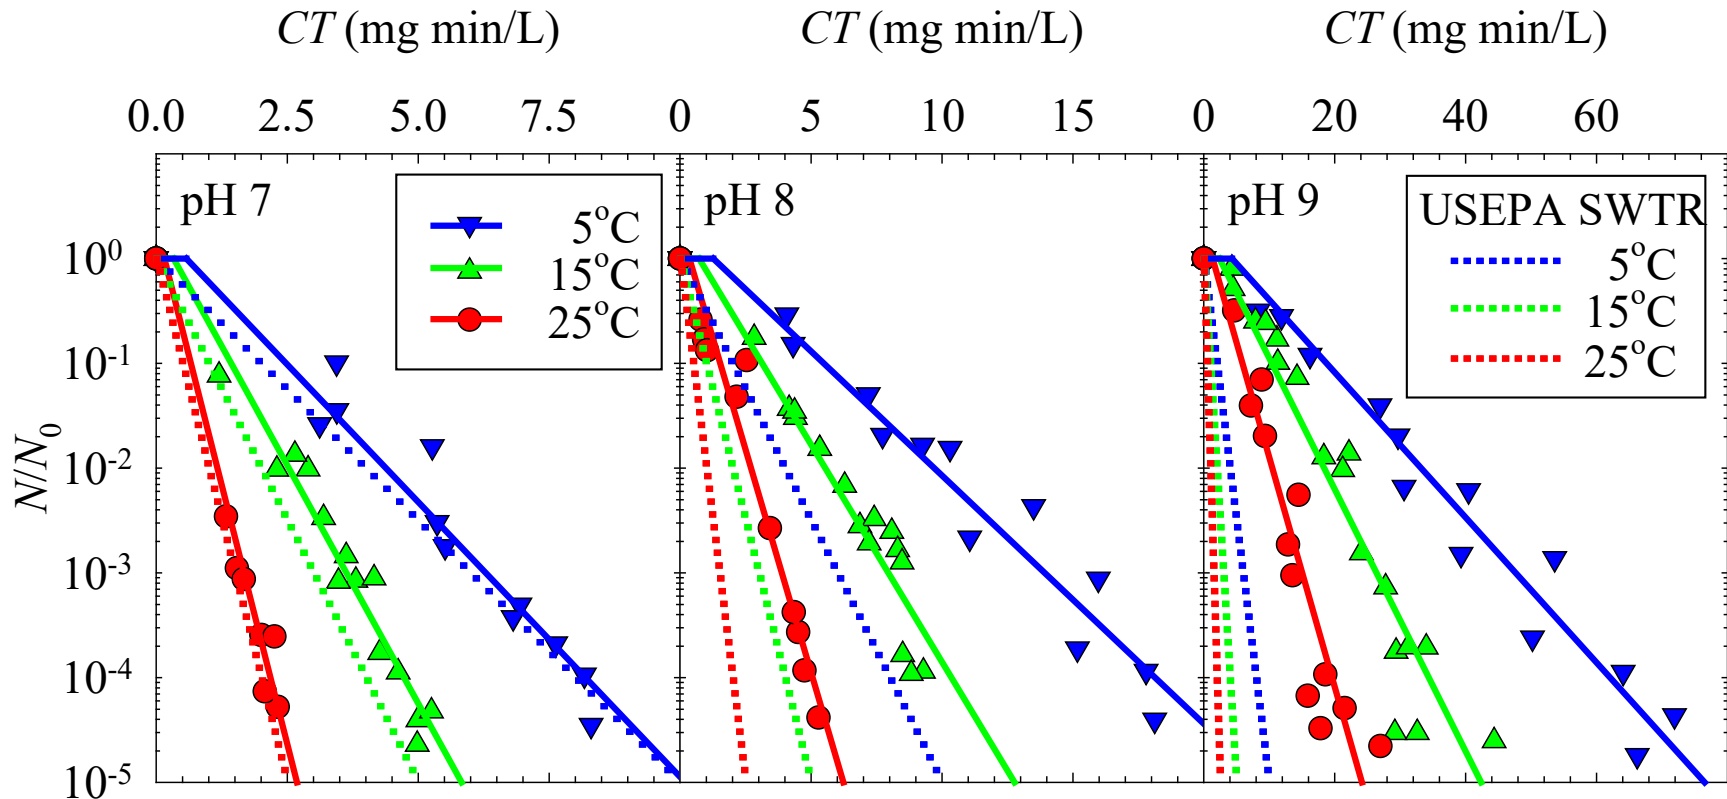 CT (mg min/L) CT (mg min/L) CT (mg min/L)
0.0 2.5 5.0 7.5 0 5 10 15 0 20 40 60
pH 7 pH 8 pH 9
5°C
15°C
25°C
USEPA SWTR
5°C
15°C
25°C
N/N₀
10⁰
10⁻¹
10⁻²
10⁻³
10⁻⁴
10⁻⁵